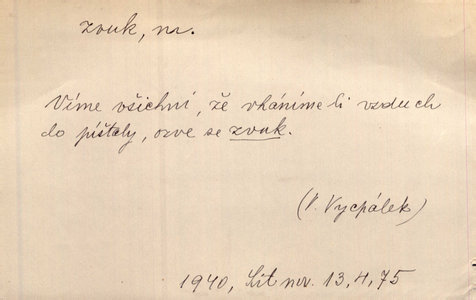 zvuk, m.
Víme všichni, že vháníme-li vzduch
do píšťaly, ozve se zvuk.
(V. Vycpálek)
1940, Lit. nov. 13, 4, 75